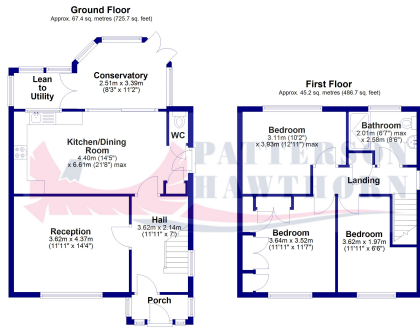 Ground Floor
Approx. 67.4 sq. metres (725.7 sq. feet)
Lean
to
Utility
Conservatory
2.51m x 3.39m
(8'3" x 11'2")
Kitchen/Dining
Room
4.40m (14'5")
x 6.61m (21'8") max
WC
Reception
3.62m x 4.37m
(11'11" x 14'4")
Hall
3.62m x 2.14m
(11'11" x 7')
Porch
First Floor
Approx. 45.2 sq. metres (486.7 sq. feet)
Bedroom
3.11m (10'2")
x 3.93m (12'11") max
Bathroom
2.01m (6'7") max
x 2.58m (8'6")
Landing
Bedroom
3.64m x 3.52m
(11'11" x 11'7")
Bedroom
3.62m x 1.97m
(11'11" x 6'6")
PATTERSON
HAWTHORN